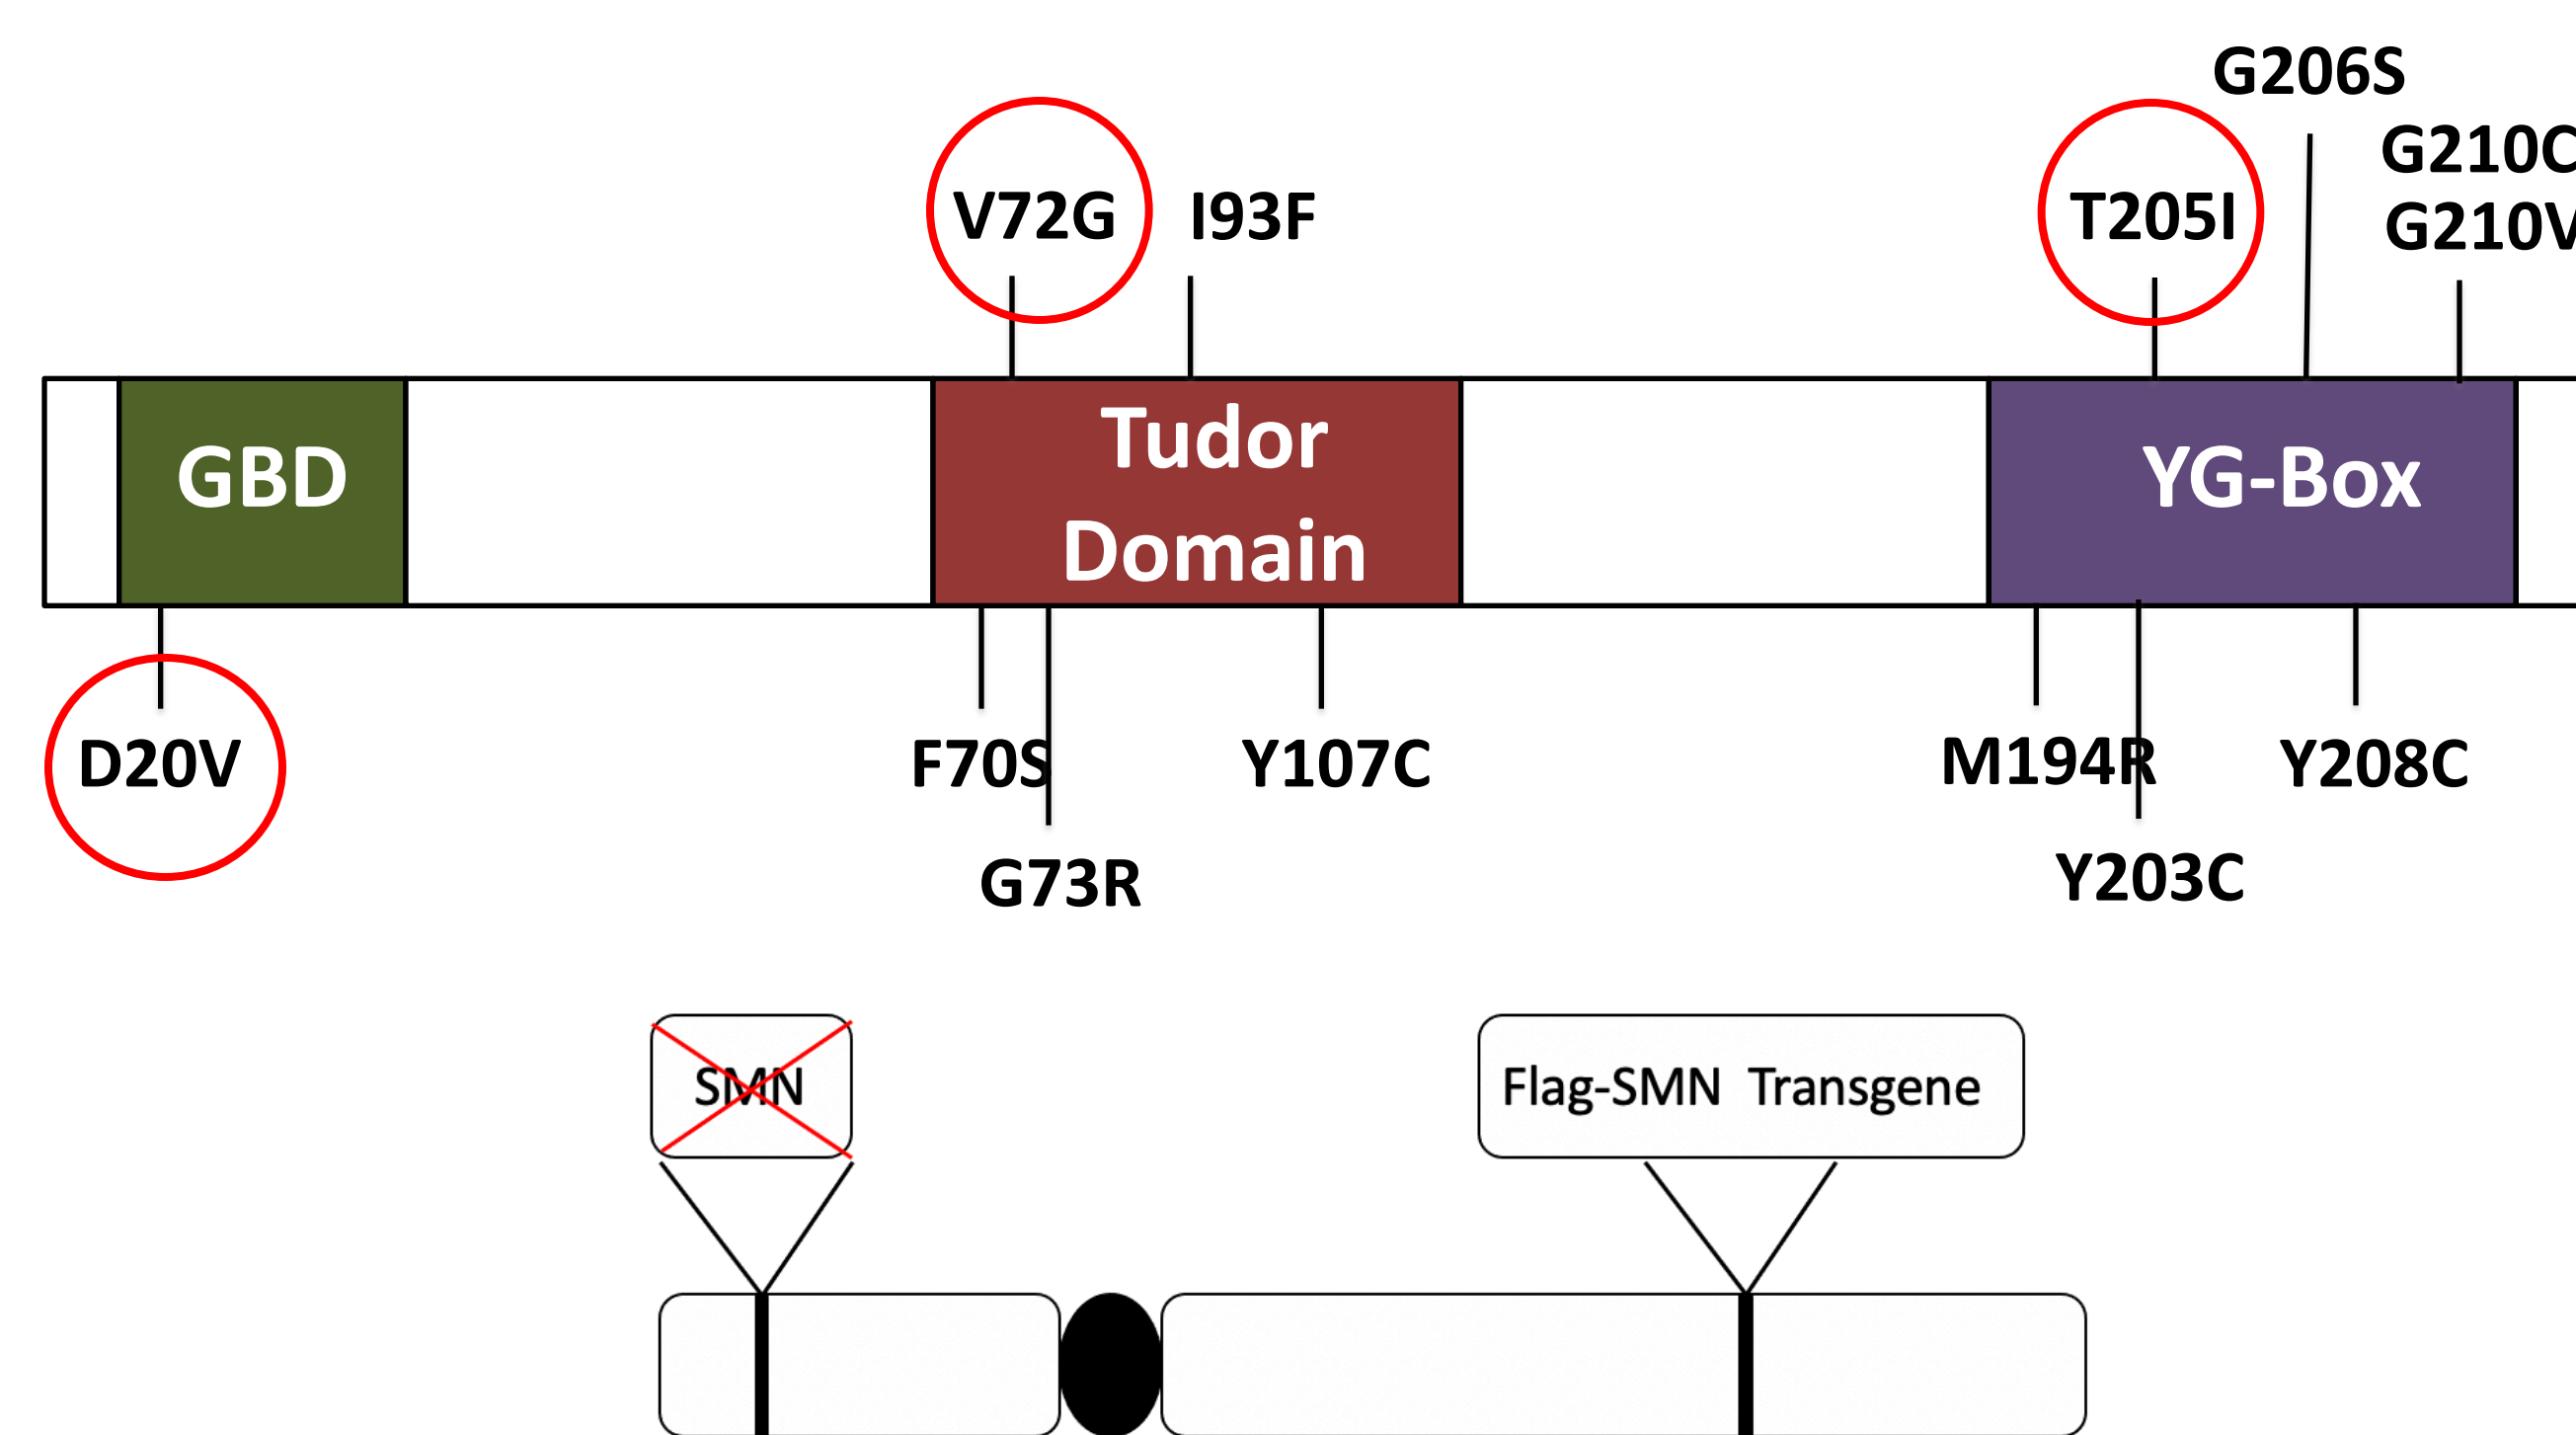 G206S
G210C
G210V
V72G
I93F
T205I
GBD
Tudor
Domain
YG-Box
D20V
F70S
Y107C
M194R
Y208C
G73R
Y203C
SMN
Flag-SMN Transgene